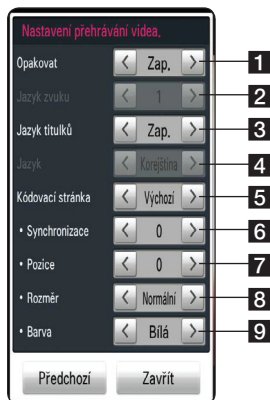 Nastavení přehrávání videa.
Opakovat < Zap. > 1
Jazyk zvuku < 1 > 2
Jazyk titulků < Zap. > 3
Jazyk < Korejština > 4
Kódovací stránka < Výchozí > 5
• Synchronizace < 0 > 6
• Pozice < 0 > 7
• Rozměr < Normální > 8
• Barva < Bílá > 9
Předchozí Zavřít